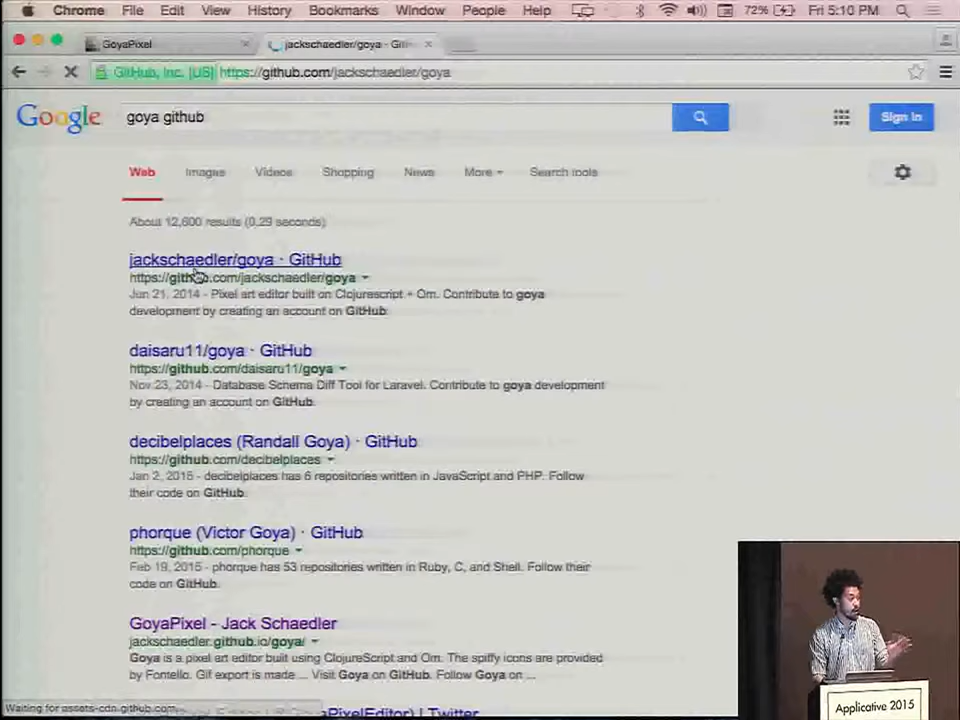 Chrome File Edit View History Bookmarks Window People Help 72% Fri 5:10 PM
GoyaPixel jackschaedler/goya · Git
GitHub, Inc. [US] https://github.com/jackschaedler/goya
Google goya github Sign in
Web Images Videos Shopping News More Search tools
About 12,600 results (0.29 seconds)
jackschaedler/goya · GitHub
https://github.com/jackschaedler/goya
Jun 21, 2014 - Pixel art editor built on Clojurescript + Om. Contribute to goya
development by creating an account on GitHub.
daisaru11/goya · GitHub
https://github.com/daisaru11/goya
Nov 23, 2014 - Database Schema Diff Tool for Laravel. Contribute to goya development
by creating an account on GitHub.
decibelplaces (Randall Goya) · GitHub
https://github.com/decibelplaces
Jan 2, 2015 - decibelplaces has 6 repositories written in JavaScript and PHP. Follow
their code on GitHub.
phorque (Victor Goya) · GitHub
https://github.com/phorque
Feb 19, 2015 - phorque has 53 repositories written in Ruby, C, and Shell. Follow their
code on GitHub.
GoyaPixel - Jack Schaedler
jackschaedler.github.io/goya/
Goya is a pixel art editor built using ClojureScript and Om. The spiffy icons are provided
by Fontello. Gif export is made ... Visit Goya on GitHub. Follow Goya on ...
Waiting for assets-cdn.github.com...
PixelEditor) | Twitter
Applicative 2015